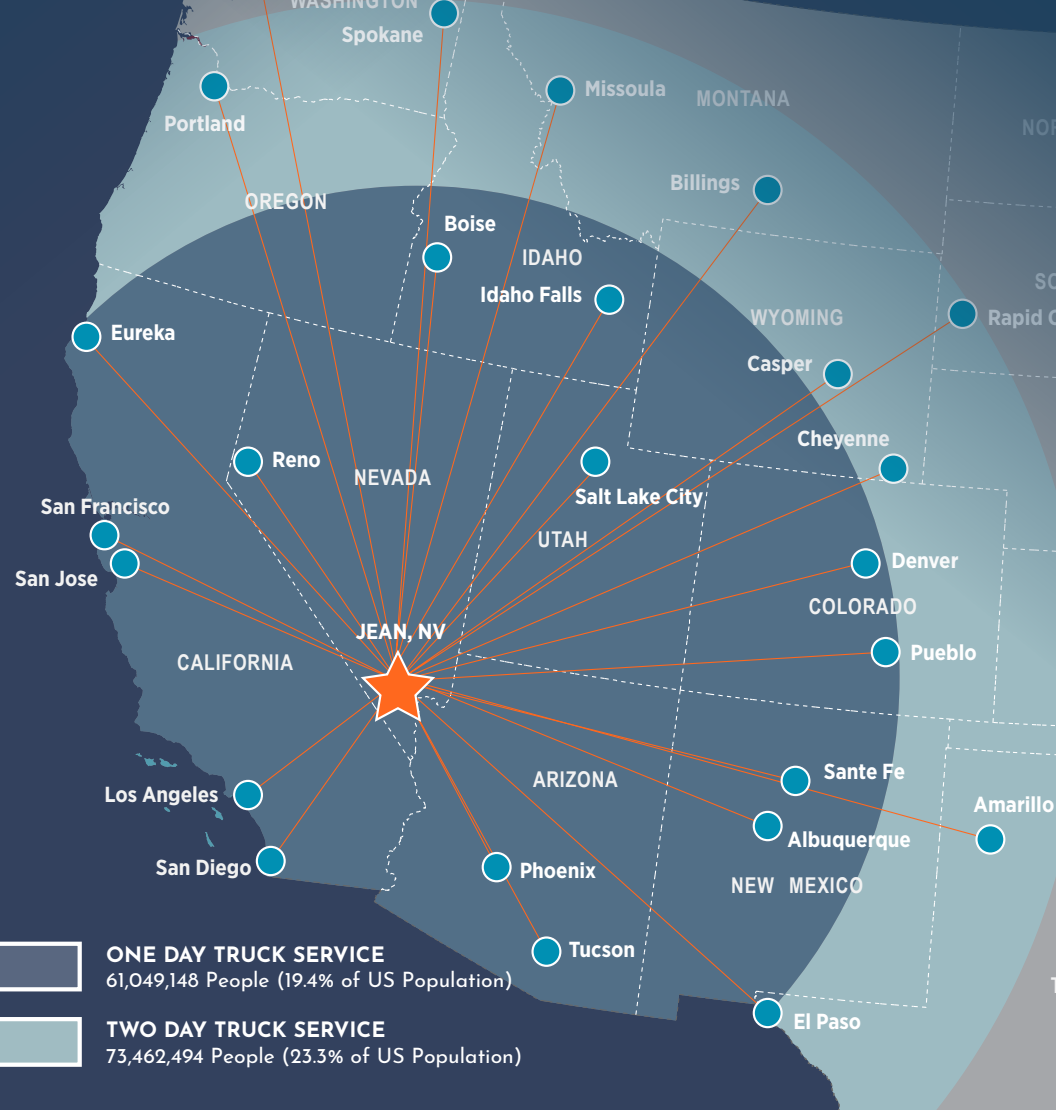 WASHINGTON
Spokane
Missoula
MONTANA
Portland
NOR
Billings
OREGON
Boise
IDAHO
Idaho Falls
SO
WYOMING
Rapid C
Eureka
Casper
Cheyenne
Reno
NEVADA
Salt Lake City
San Francisco
UTAH
Denver
San Jose
COLORADO
JEAN, NV
Pueblo
CALIFORNIA
Sante Fe
ARIZONA
Los Angeles
Amarillo
Albuquerque
San Diego
Phoenix
NEW MEXICO
Tucson
ONE DAY TRUCK SERVICE
61,049,148 People (19.4% of US Population)
T
El Paso
TWO DAY TRUCK SERVICE
73,462,494 People (23.3% of US Population)